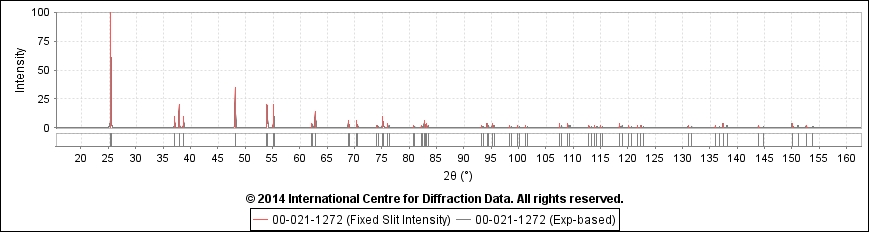 100
75
50
25
0
Intensity
20 25 30 35 40 45 50 55 60 65 70 75 80 85 90 95 100 105 110 115 120 125 130 135 140 145 150 155 160
2θ (°)
© 2014 International Centre for Diffraction Data. All rights reserved.
00-021-1272 (Fixed Slit Intensity) 00-021-1272 (Exp-based)